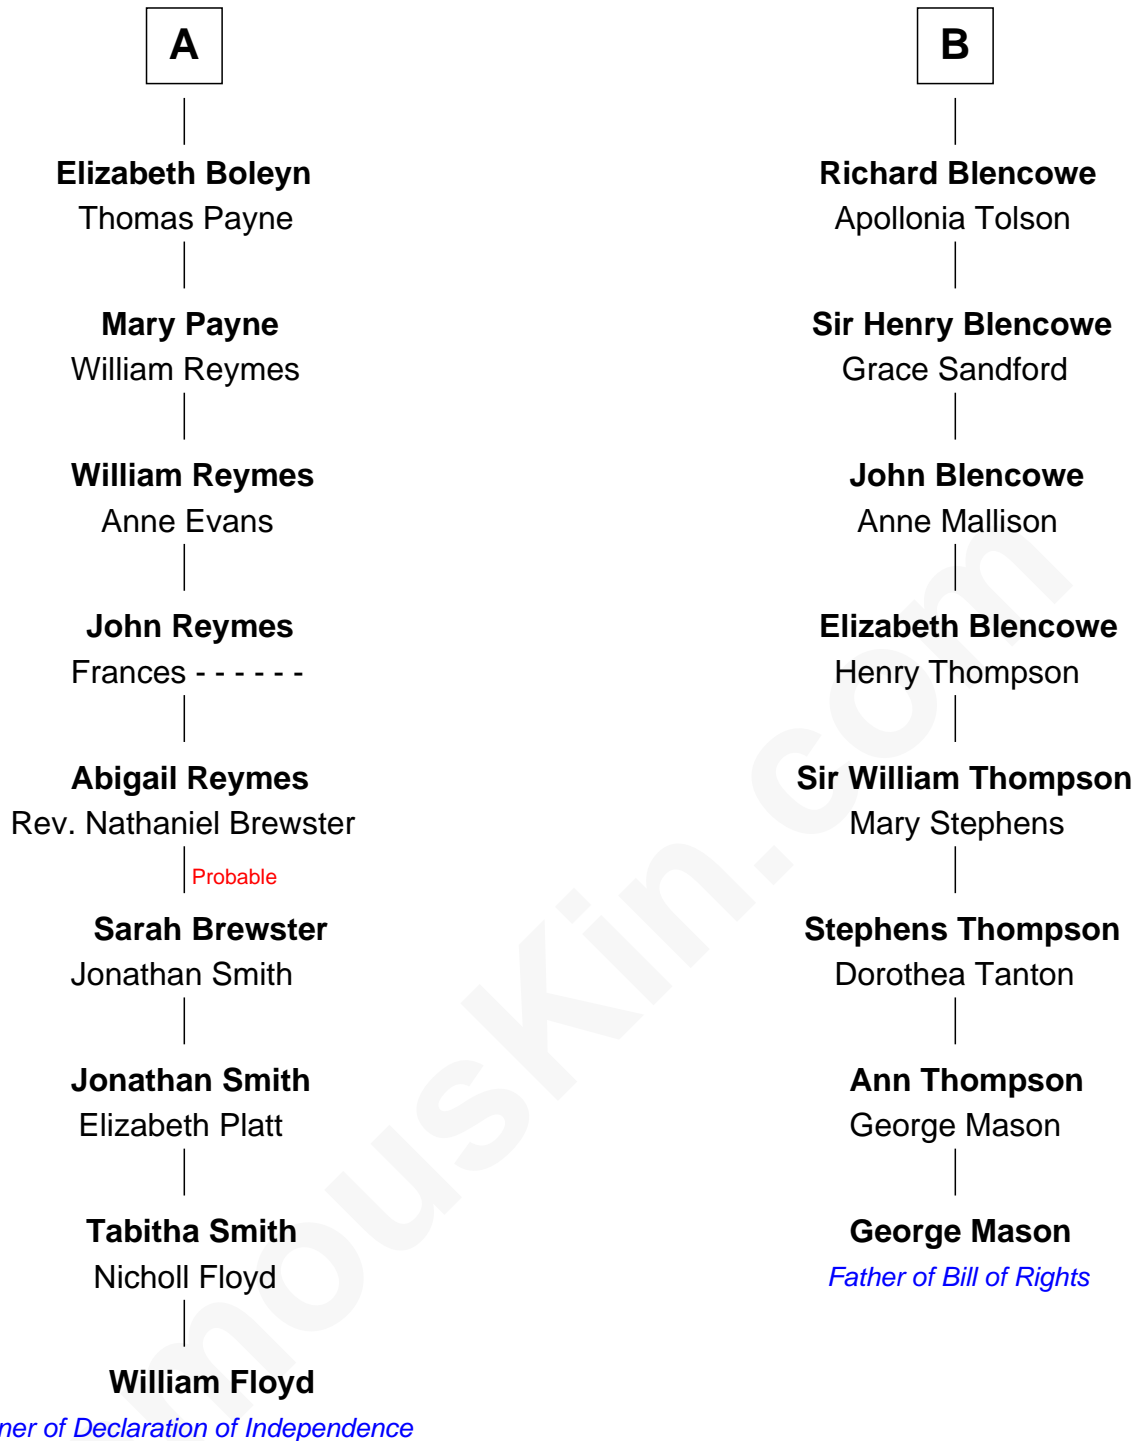 A
Elizabeth Boleyn
Thomas Payne
Mary Payne
William Reymes
William Reymes
Anne Evans
John Reymes
Frances - - - - - -
Abigail Reymes
Rev. Nathaniel Brewster
Probable
Sarah Brewster
Jonathan Smith
Jonathan Smith
Elizabeth Platt
Tabitha Smith
Nicholl Floyd
William Floyd
ner of Declaration of Independence
B
Richard Blencowe
Apollonia Tolson
Sir Henry Blencowe
Grace Sandford
John Blencowe
Anne Mallison
Elizabeth Blencowe
Henry Thompson
Sir William Thompson
Mary Stephens
Stephens Thompson
Dorothea Tanton
Ann Thompson
George Mason
George Mason
Father of Bill of Rights
mouskin.com